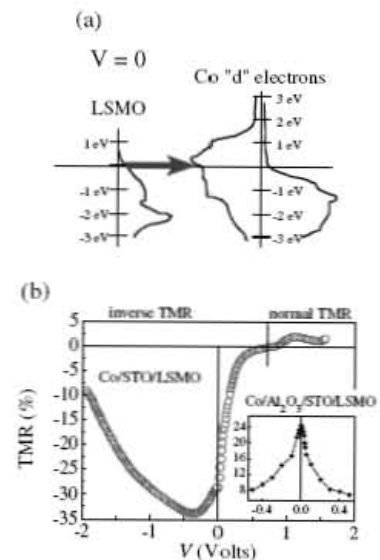 (a)
V = 0
Co "d" electrons
LSMO
3 eV
2 eV
1 eV
1 eV
-1 eV
-1 eV
-2 eV
-2 eV
-3 eV
-3 eV
(b)
inverse TMR
normal TMR
5
0
-5
-10
-15
-20
-25
-30
-35
TMR (%)
Co/STO/LSMO
Co/Al2O3/STO/LSMO
24
20
16
12
8
-0.4
0.0
0.4
-2
-1
0
1
2
V (Volts)